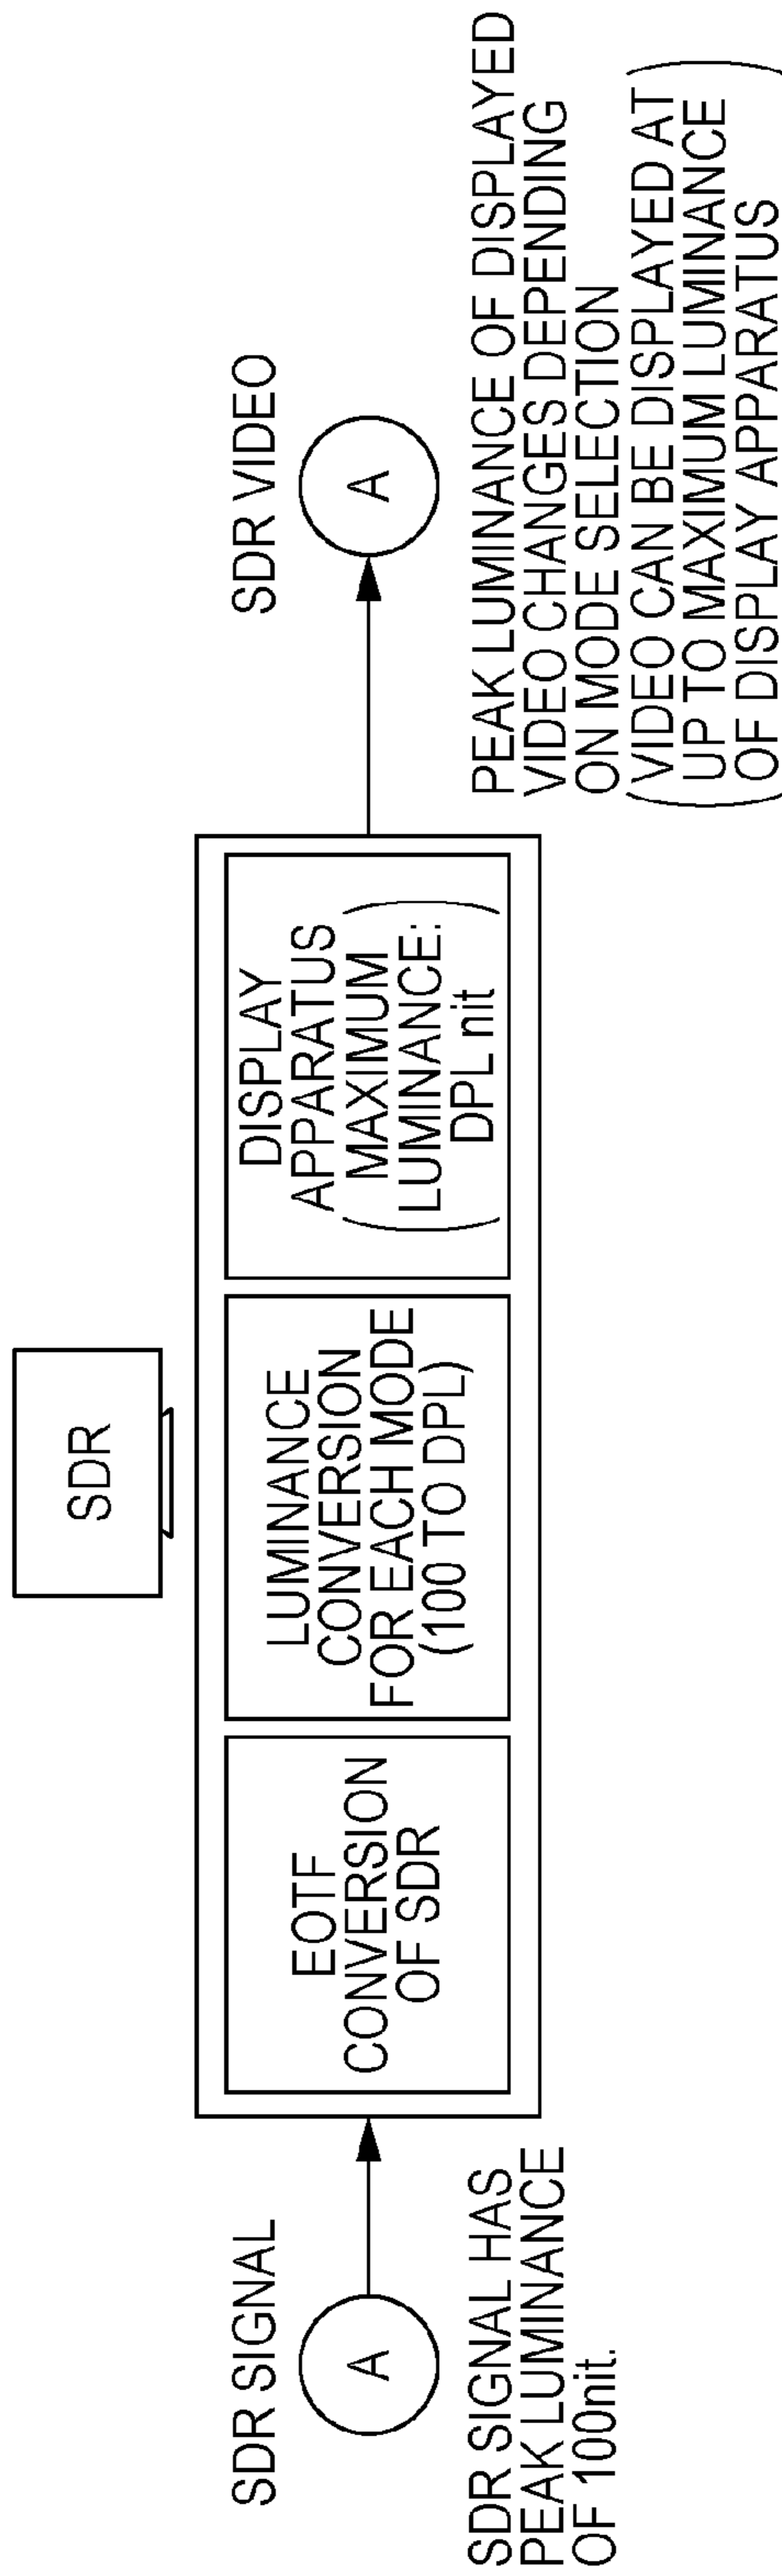 SDR
SDR SIGNAL
A
SDR SIGNAL HAS
PEAK LUMINANCE
OF 100nit.
EOTF
CONVERSION
OF SDR
LUMINANCE
CONVERSION
FOR EACH MODE
(100 TO DPL)
DISPLAY
APPARATUS
(MAXIMUM
LUMINANCE:
DPL nit)
SDR VIDEO
A
PEAK LUMINANCE OF DISPLAYED
VIDEO CHANGES DEPENDING
ON MODE SELECTION
(VIDEO CAN BE DISPLAYED AT
UP TO MAXIMUM LUMINANCE
OF DISPLAY APPARATUS)